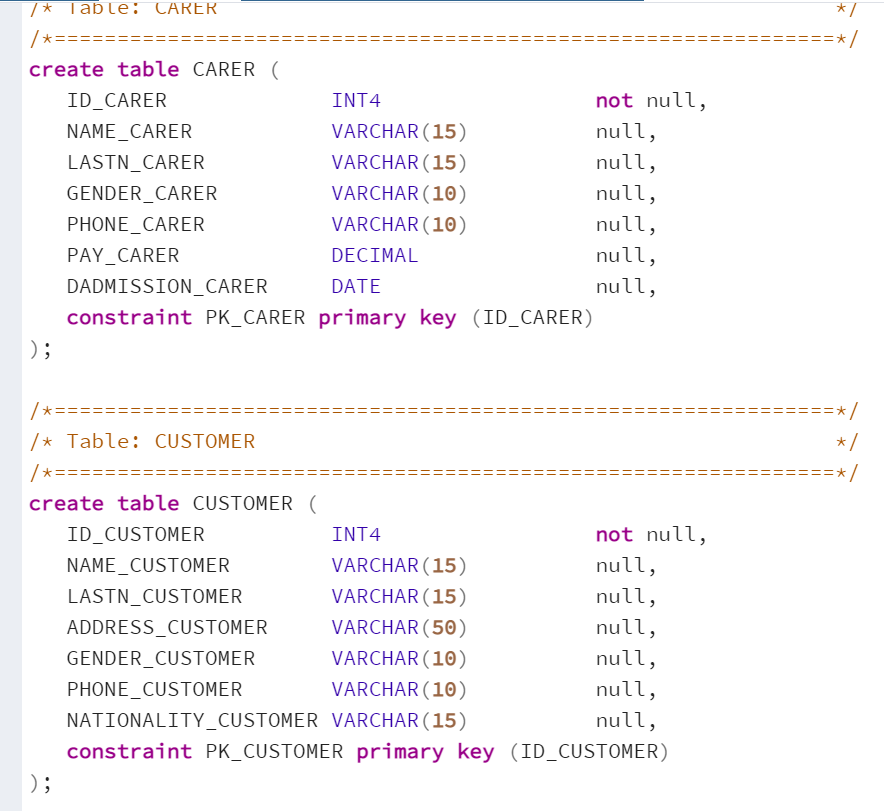 /* Table: CARER */
/*==============================================================*/
create table CARER (
   ID_CARER             INT4                 not null,
   NAME_CARER           VARCHAR(15)          null,
   LASTN_CARER          VARCHAR(15)          null,
   GENDER_CARER         VARCHAR(10)          null,
   PHONE_CARER          VARCHAR(10)          null,
   PAY_CARER            DECIMAL              null,
   DADMISSION_CARER     DATE                 null,
   constraint PK_CARER primary key (ID_CARER)
);
/*==============================================================*/
/* Table: CUSTOMER                                              */
/*==============================================================*/
create table CUSTOMER (
   ID_CUSTOMER          INT4                 not null,
   NAME_CUSTOMER        VARCHAR(15)          null,
   LASTN_CUSTOMER       VARCHAR(15)          null,
   ADDRESS_CUSTOMER     VARCHAR(50)          null,
   GENDER_CUSTOMER      VARCHAR(10)          null,
   PHONE_CUSTOMER       VARCHAR(10)          null,
   NATIONALITY_CUSTOMER VARCHAR(15)          null,
   constraint PK_CUSTOMER primary key (ID_CUSTOMER)
);